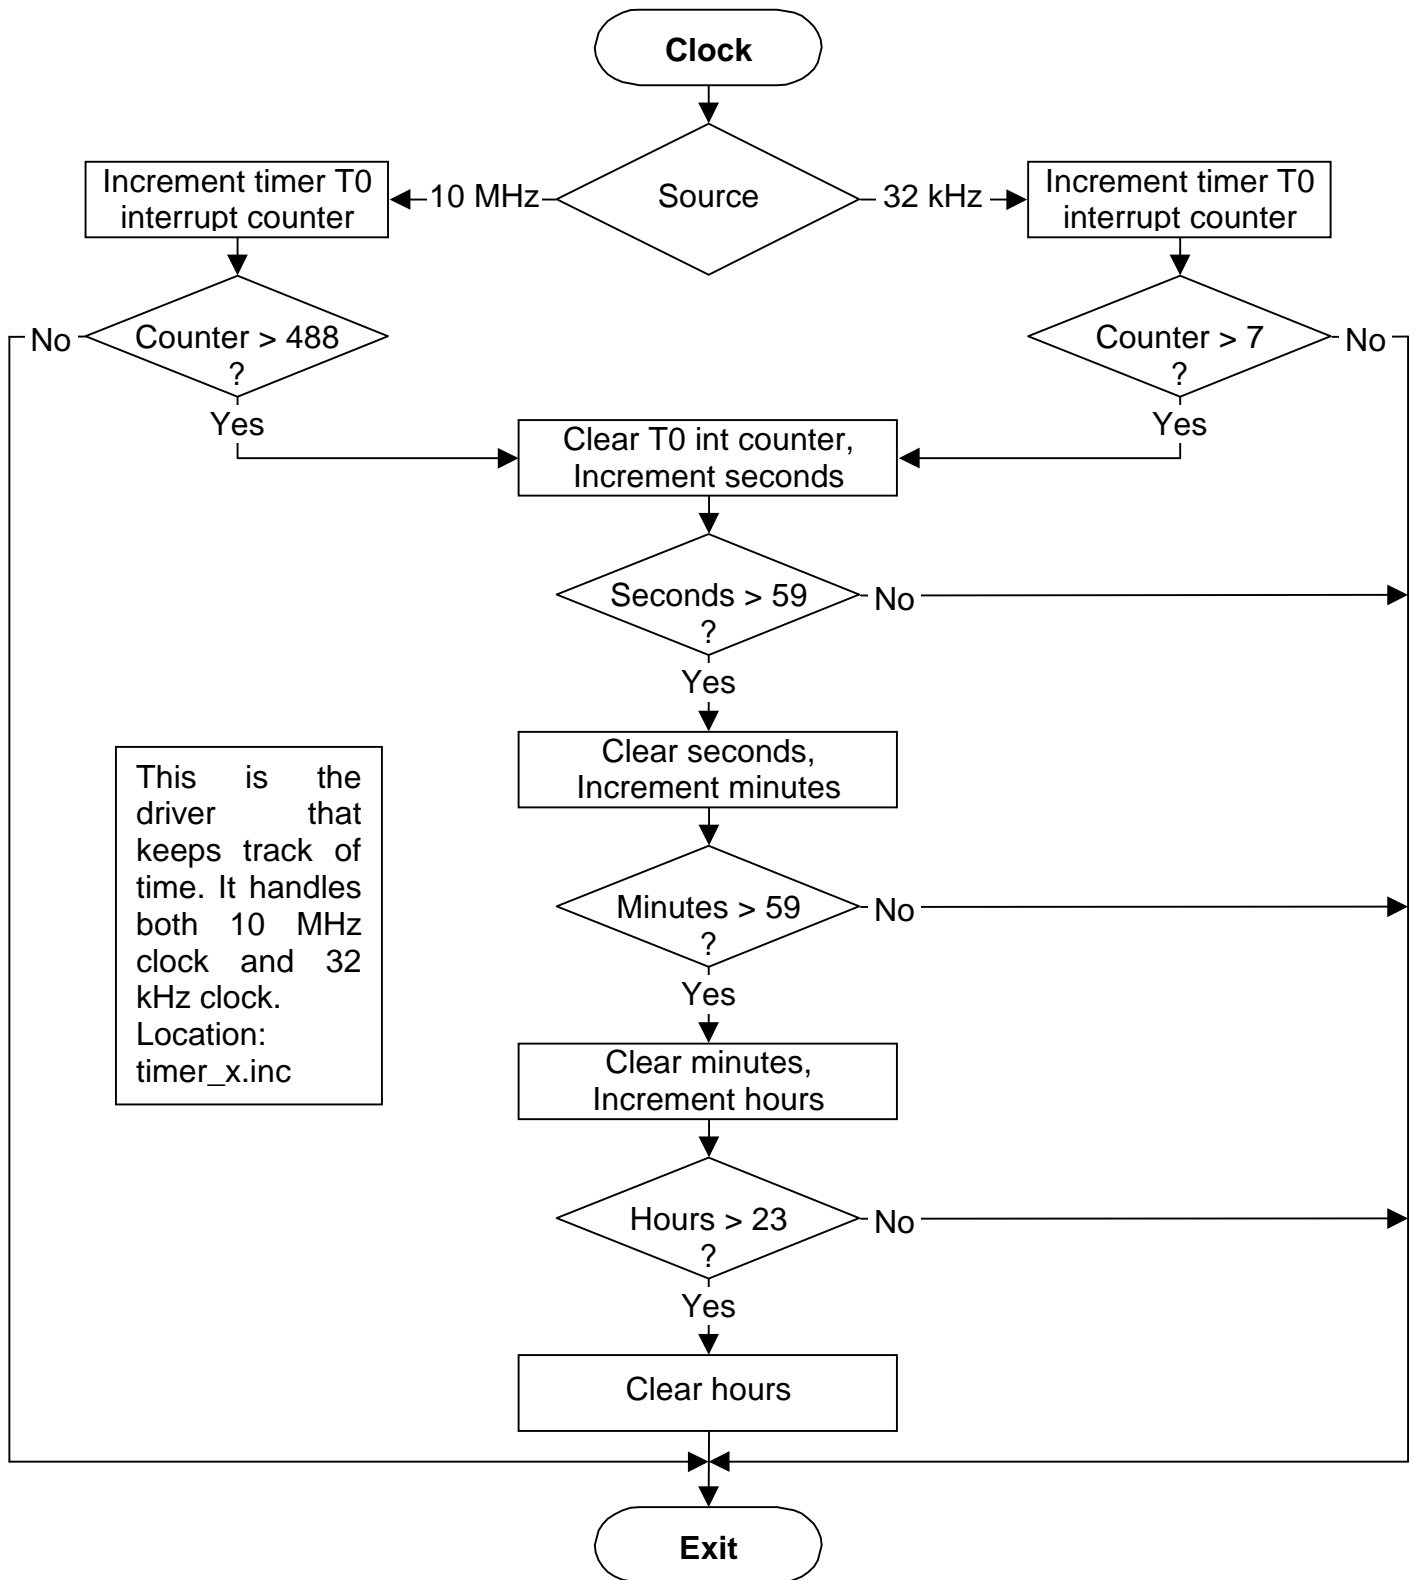 Clock
Source
10 MHz
32 kHz
Increment timer T0
interrupt counter
Increment timer T0
interrupt counter
Counter > 488
?
No
Yes
Counter > 7
?
No
Yes
Clear T0 int counter,
Increment seconds
Seconds > 59
?
No
Yes
Clear seconds,
Increment minutes
This is the
driver that
keeps track of
time. It handles
both 10 MHz
clock and 32
kHz clock.
Location:
timer_x.inc
Minutes > 59
?
No
Yes
Clear minutes,
Increment hours
Hours > 23
?
No
Yes
Clear hours
Exit